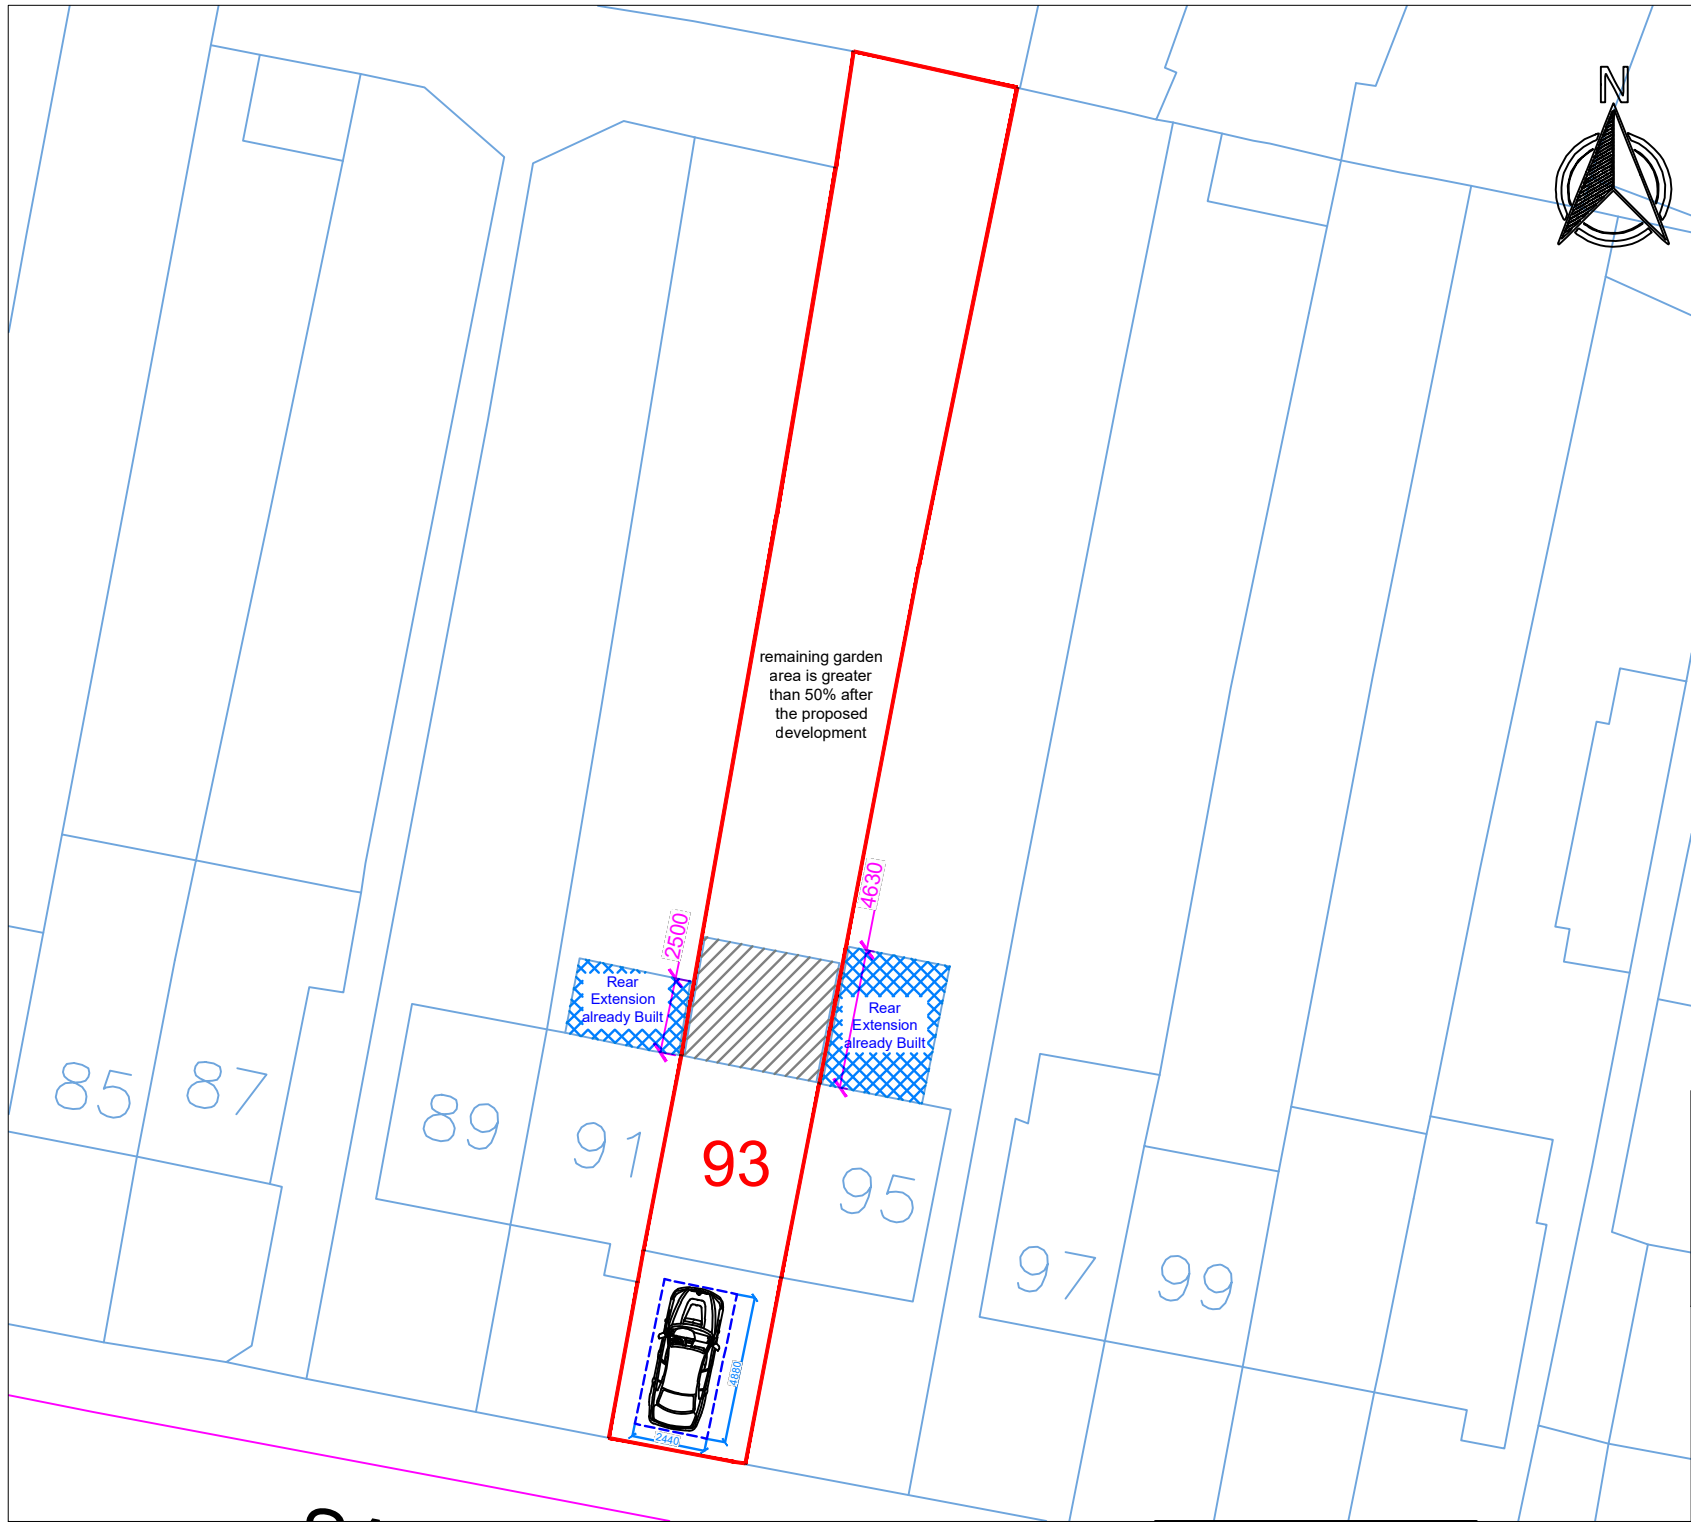 N
remaining garden
area is greater
than 50% after
the proposed
development
4630
2500
Rear
Extension
already Built
Rear
Extension
already Built
85
87
89
91
93
95
97
99
4880
2440